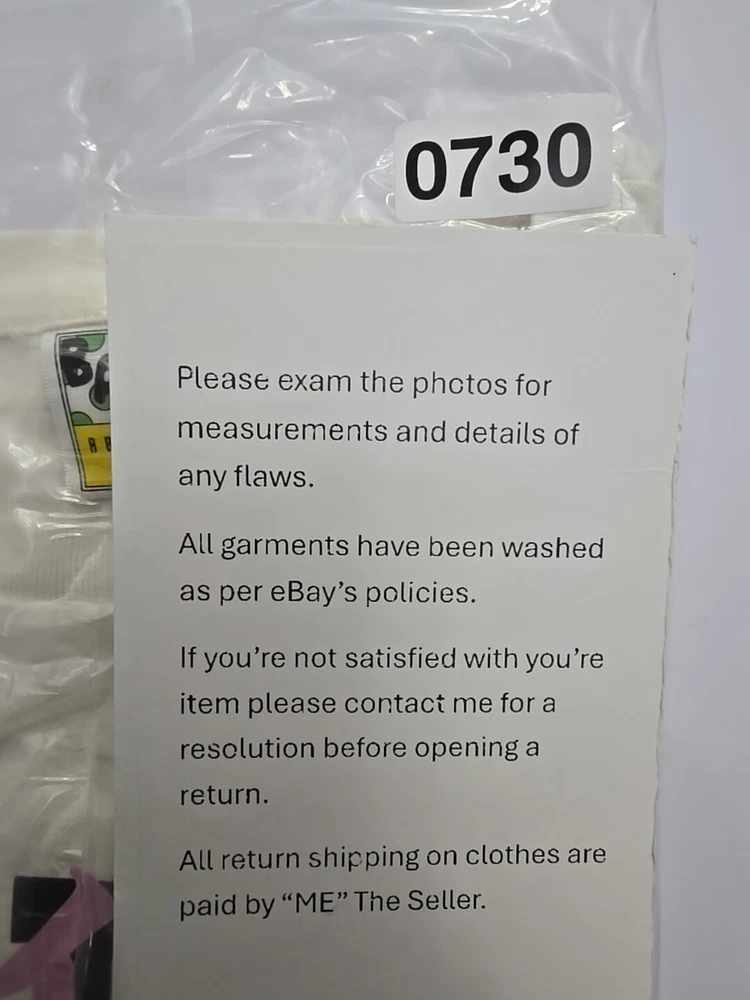 0730
BA
Please exam the photos for
measurements and details of
any flaws.
All garments have been washed
as per eBay's policies.
If you're not satisfied with you're
item please contact me for a
resolution before opening a
return.
All return shipping on clothes are
paid by “ME” The Seller.